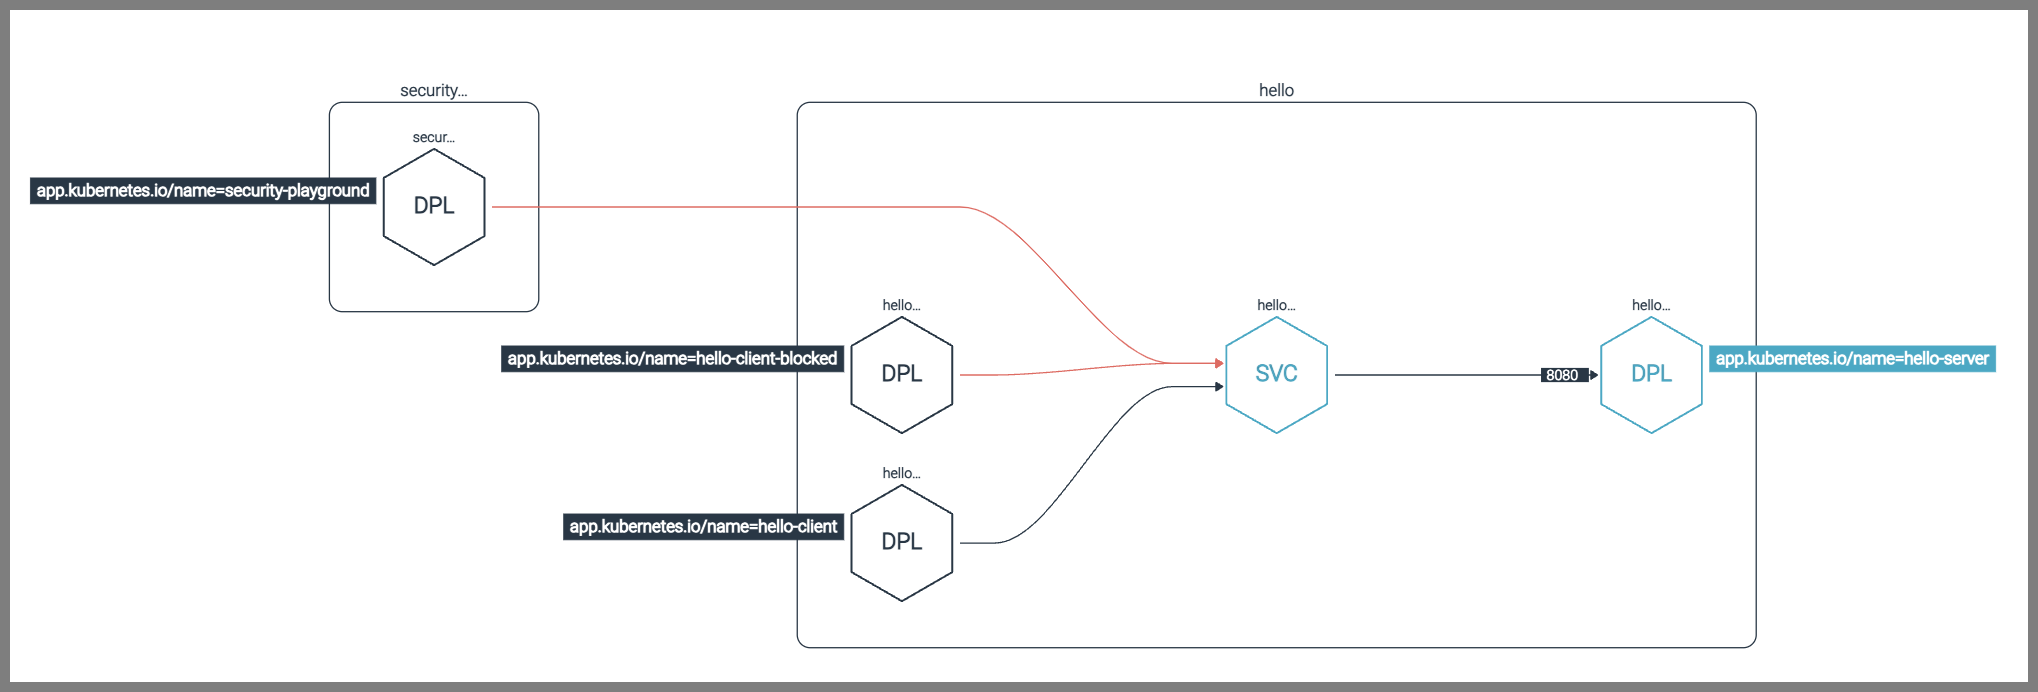 security...
hello
secur...
app.kubernetes.io/name=security-playground
DPL
hello...
hello...
hello...
app.kubernetes.io/name=hello-client-blocked
DPL
SVC
8080
DPL
app.kubernetes.io/name=hello-server
hello...
app.kubernetes.io/name=hello-client
DPL